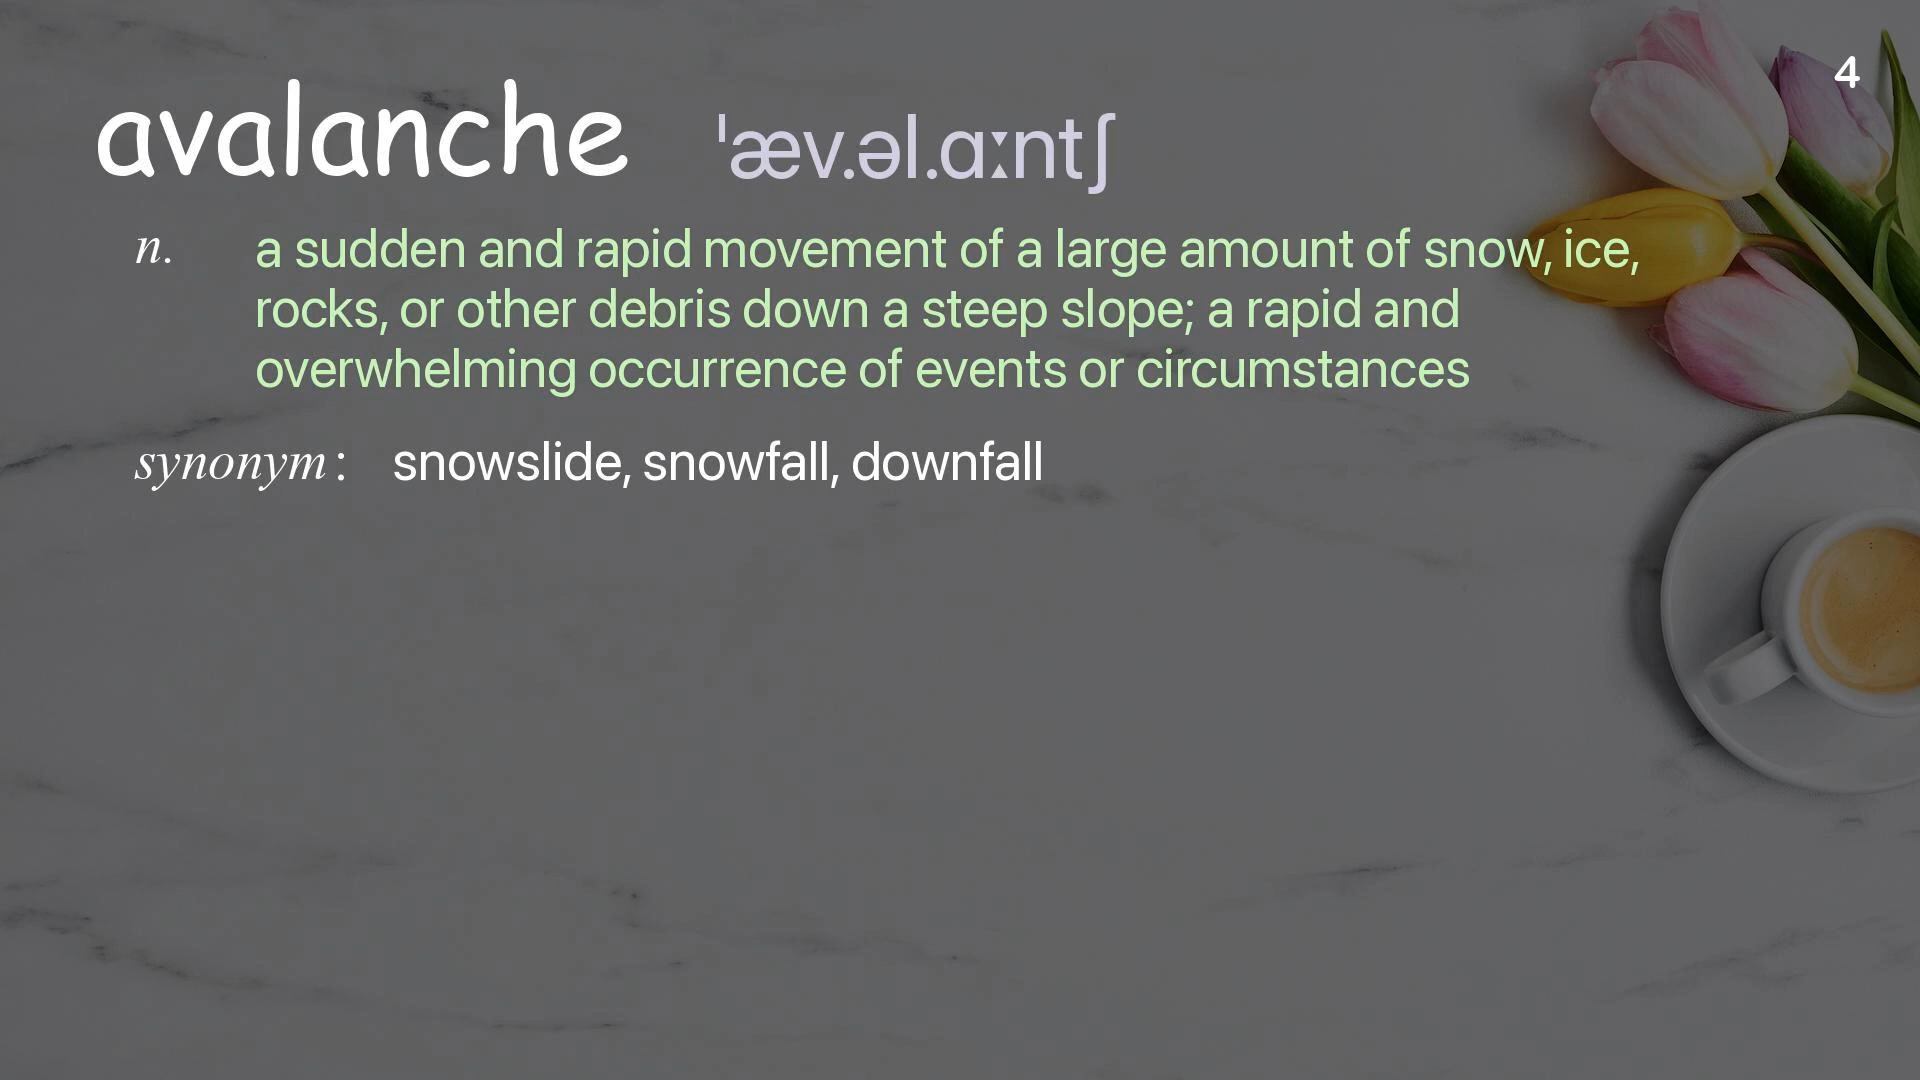 4
avalanche ˈæv.əl.ɑːntʃ
n. a sudden and rapid movement of a large amount of snow, ice,
rocks, or other debris down a steep slope; a rapid and
overwhelming occurrence of events or circumstances
synonym: snowslide, snowfall, downfall